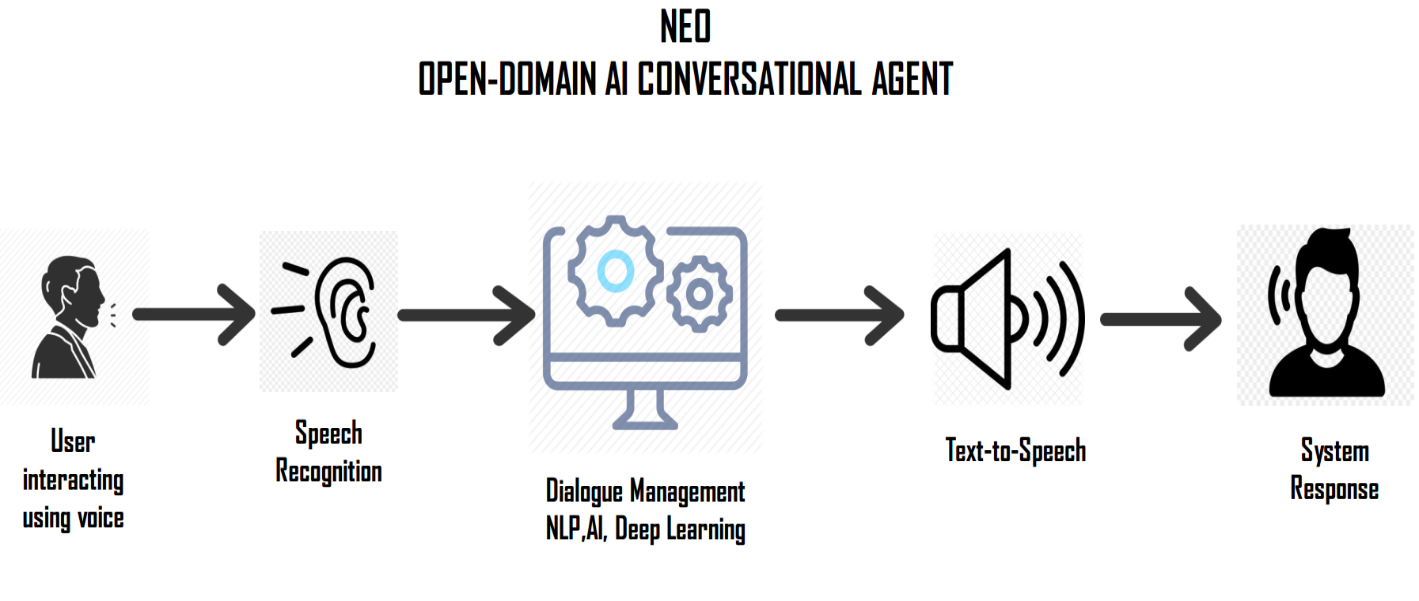 NEO
OPEN-DOMAIN AI CONVERSATIONAL AGENT
User
interacting
using voice
Speech
Recognition
Dialogue Management
NLP,AI, Deep Learning
Text-to-Speech
System
Response